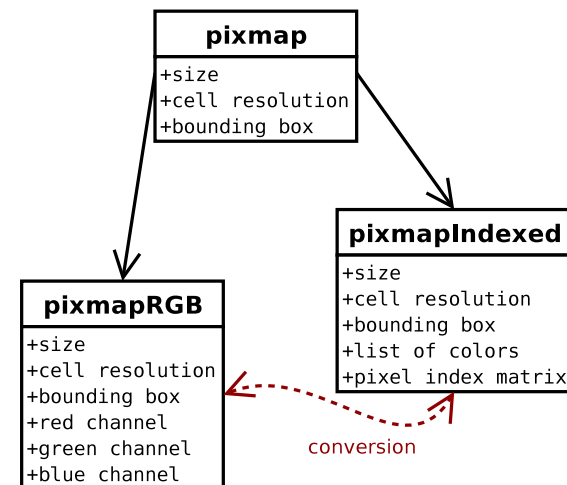 pixmap
+size
+cell resolution
+bounding box
pixmapIndexed
+size
+cell resolution
+bounding box
+list of colors
+pixel index matrix
pixmapRGB
+size
+cell resolution
+bounding box
+red channel
+green channel
+blue channel
conversion